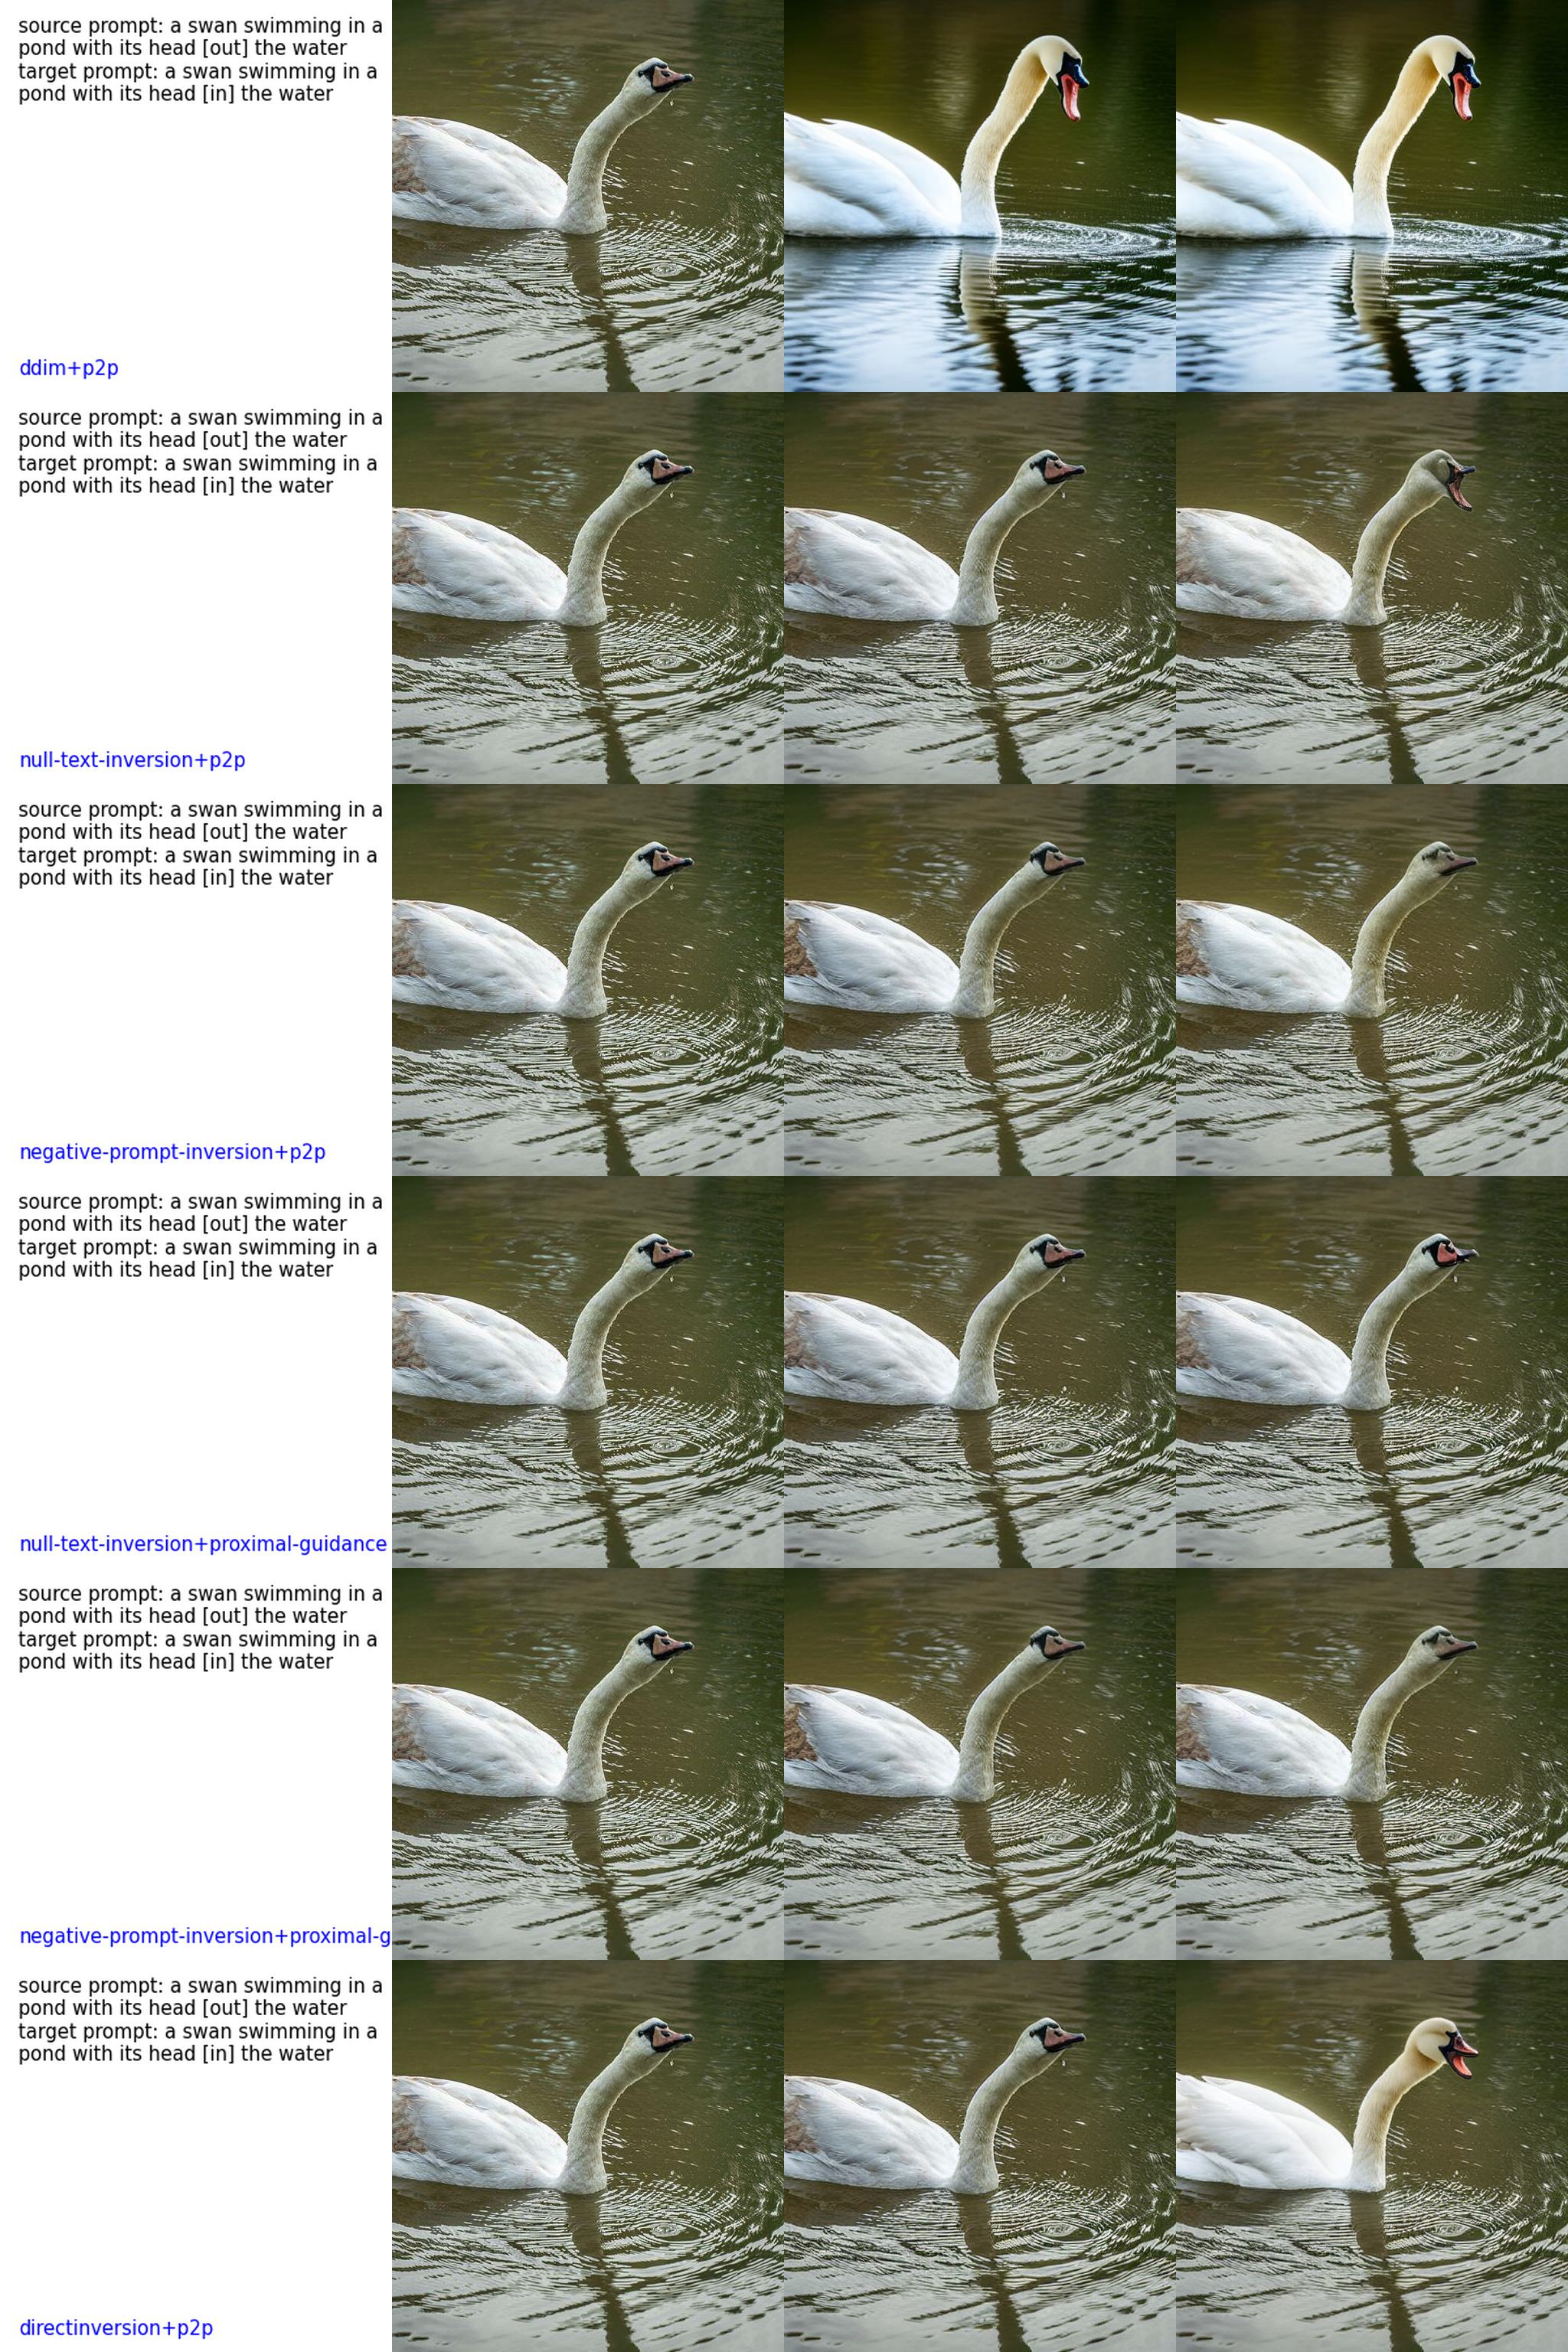 source prompt: a swan swimming in a
pond with its head [out] the water
target prompt: a swan swimming in a
pond with its head [in] the water
ddim+p2p
source prompt: a swan swimming in a
pond with its head [out] the water
target prompt: a swan swimming in a
pond with its head [in] the water
null-text-inversion+p2p
source prompt: a swan swimming in a
pond with its head [out] the water
target prompt: a swan swimming in a
pond with its head [in] the water
negative-prompt-inversion+p2p
source prompt: a swan swimming in a
pond with its head [out] the water
target prompt: a swan swimming in a
pond with its head [in] the water
null-text-inversion+proximal-guidance
source prompt: a swan swimming in a
pond with its head [out] the water
target prompt: a swan swimming in a
pond with its head [in] the water
negative-prompt-inversion+proximal-g
source prompt: a swan swimming in a
pond with its head [out] the water
target prompt: a swan swimming in a
pond with its head [in] the water
directinversion+p2p